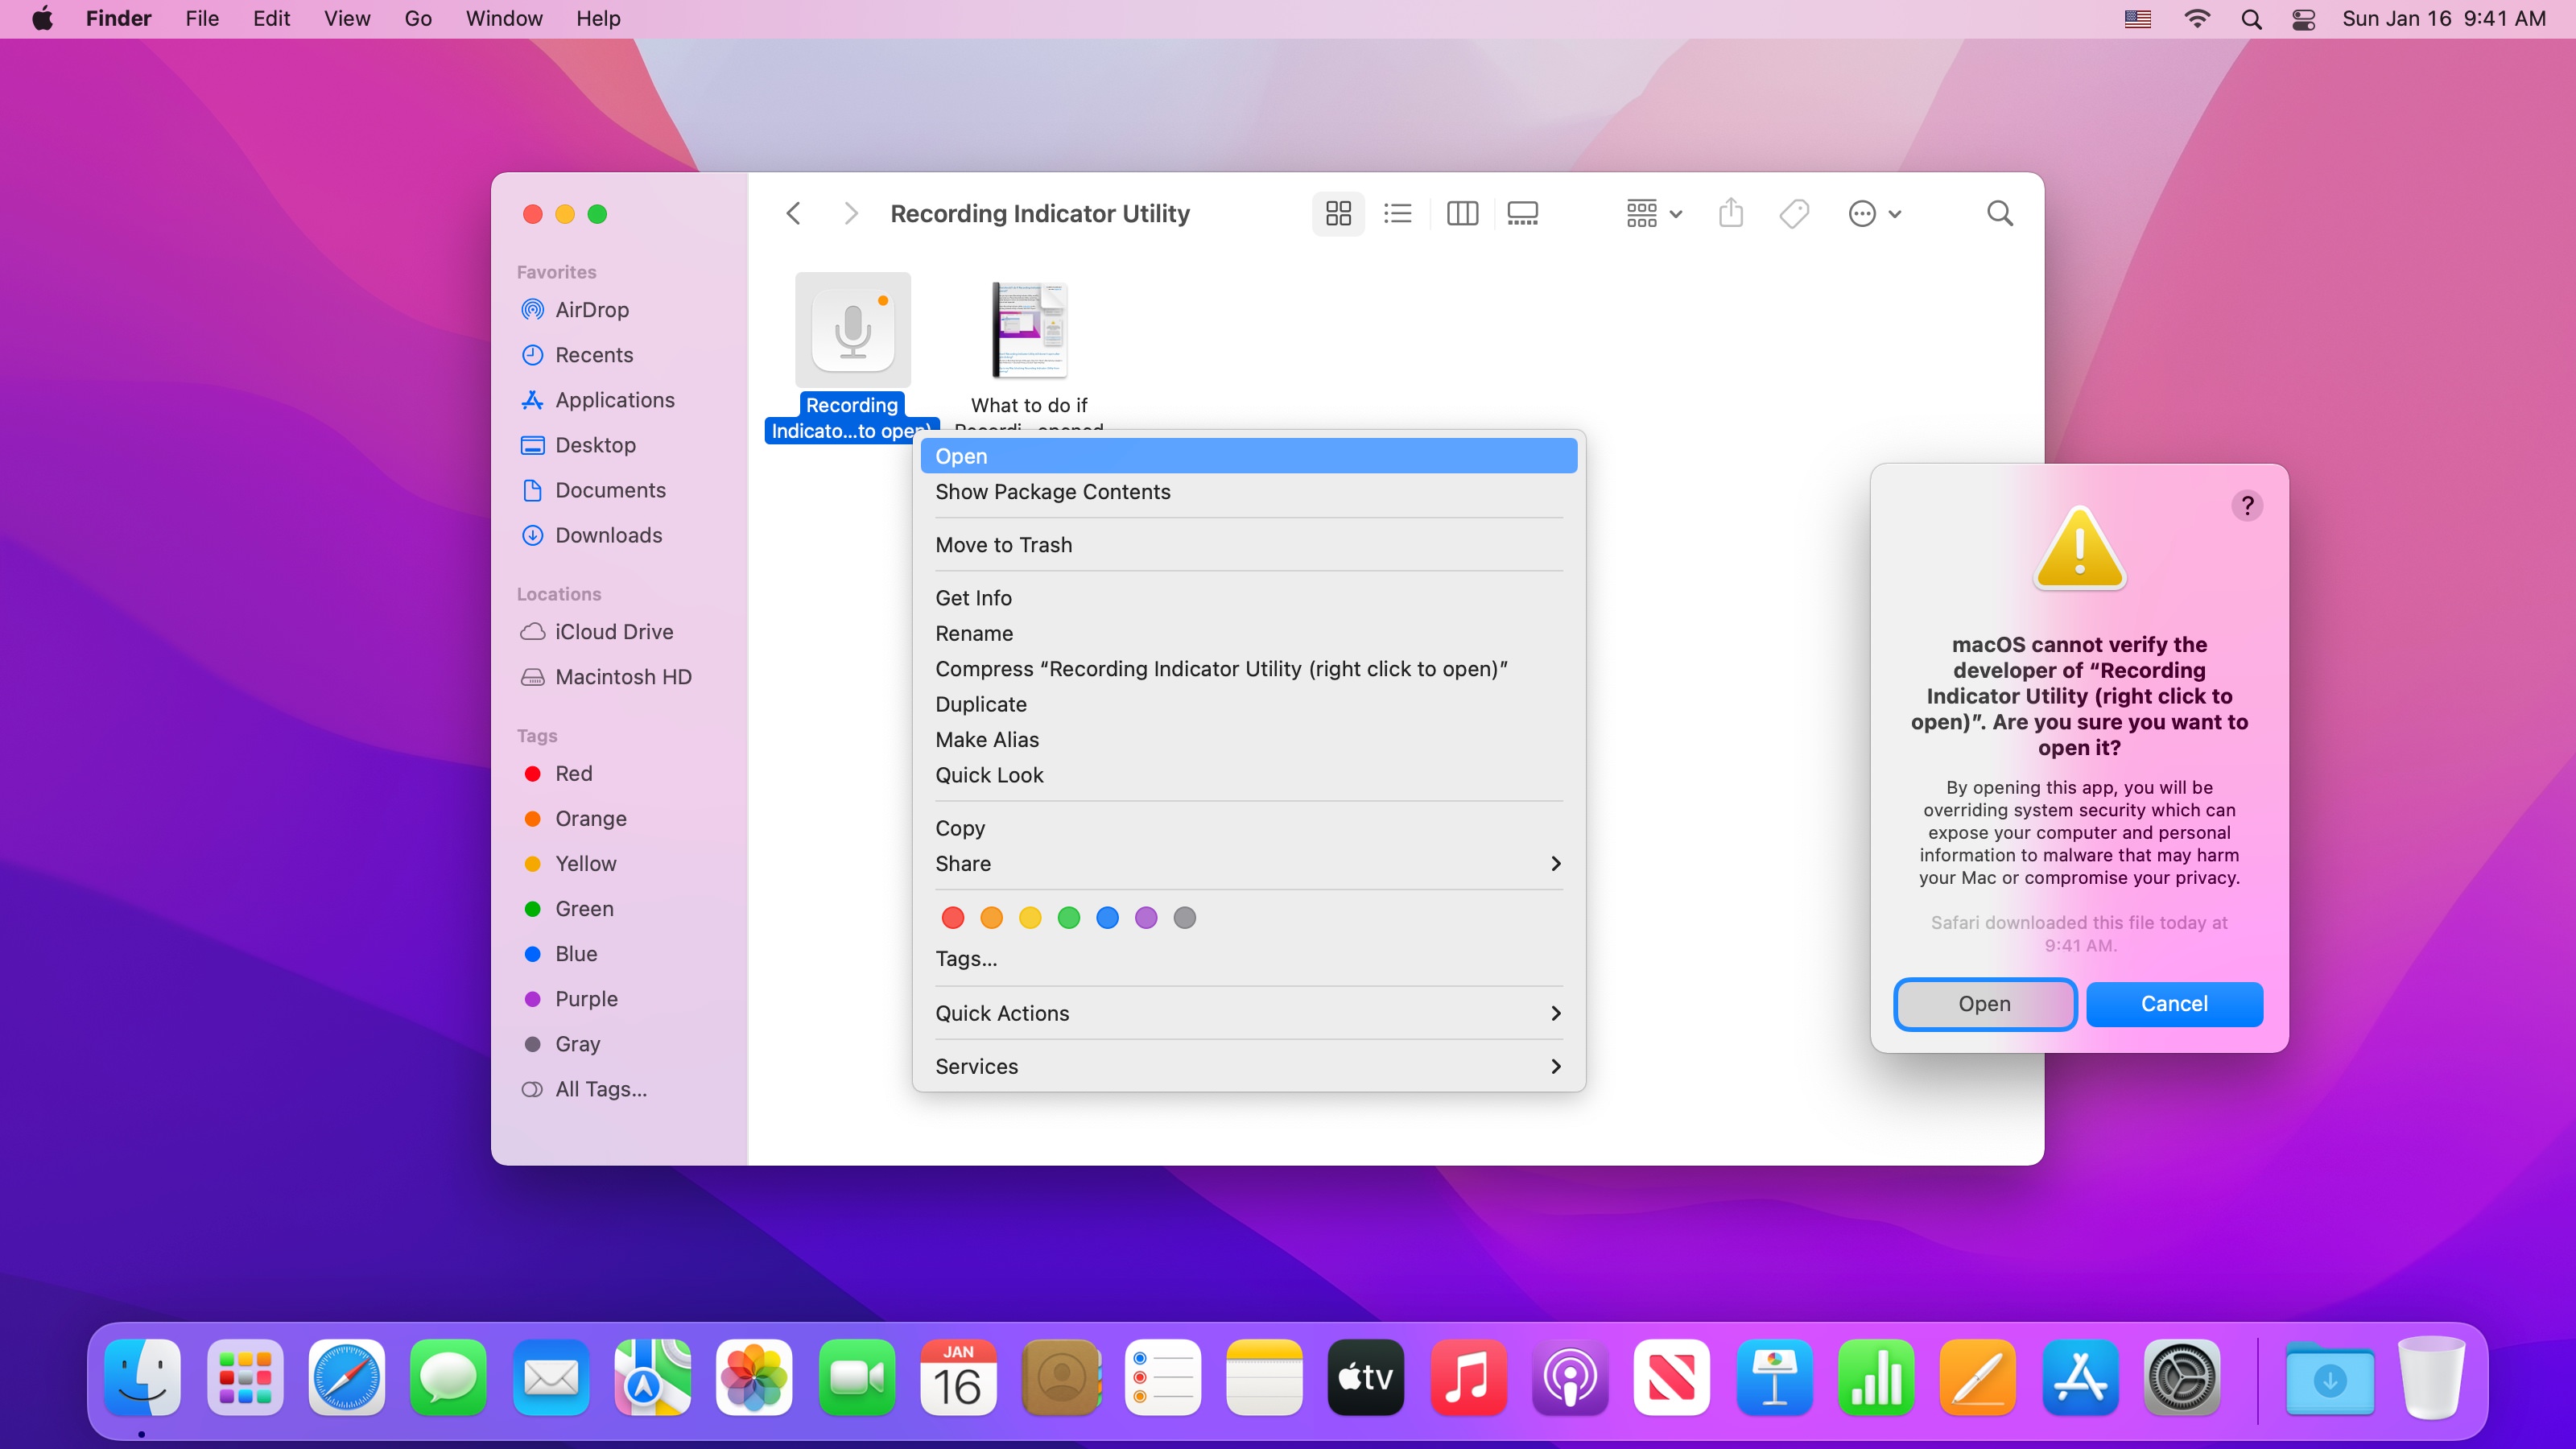 Finder File Edit View Go Window Help
Sun Jan 16 9:41 AM
Recording Indicator Utility
Favorites
AirDrop
Recents
Applications
Desktop
Documents
Downloads
Locations
iCloud Drive
Macintosh HD
Tags
Red
Orange
Yellow
Green
Blue
Purple
Gray
All Tags...
Recording
Indicato...to open)
What to do if
Recordi...opened
Open
Show Package Contents
Move to Trash
Get Info
Rename
Compress “Recording Indicator Utility (right click to open)”
Duplicate
Make Alias
Quick Look
Copy
Share
Tags...
Quick Actions
Services
?
macOS cannot verify the
developer of “Recording
Indicator Utility (right click to
open)”. Are you sure you want to
open it?
By opening this app, you will be
overriding system security which can
expose your computer and personal
information to malware that may harm
your Mac or compromise your privacy.
Safari downloaded this file today at
9:41 AM.
Open
Cancel
JAN
16
tv